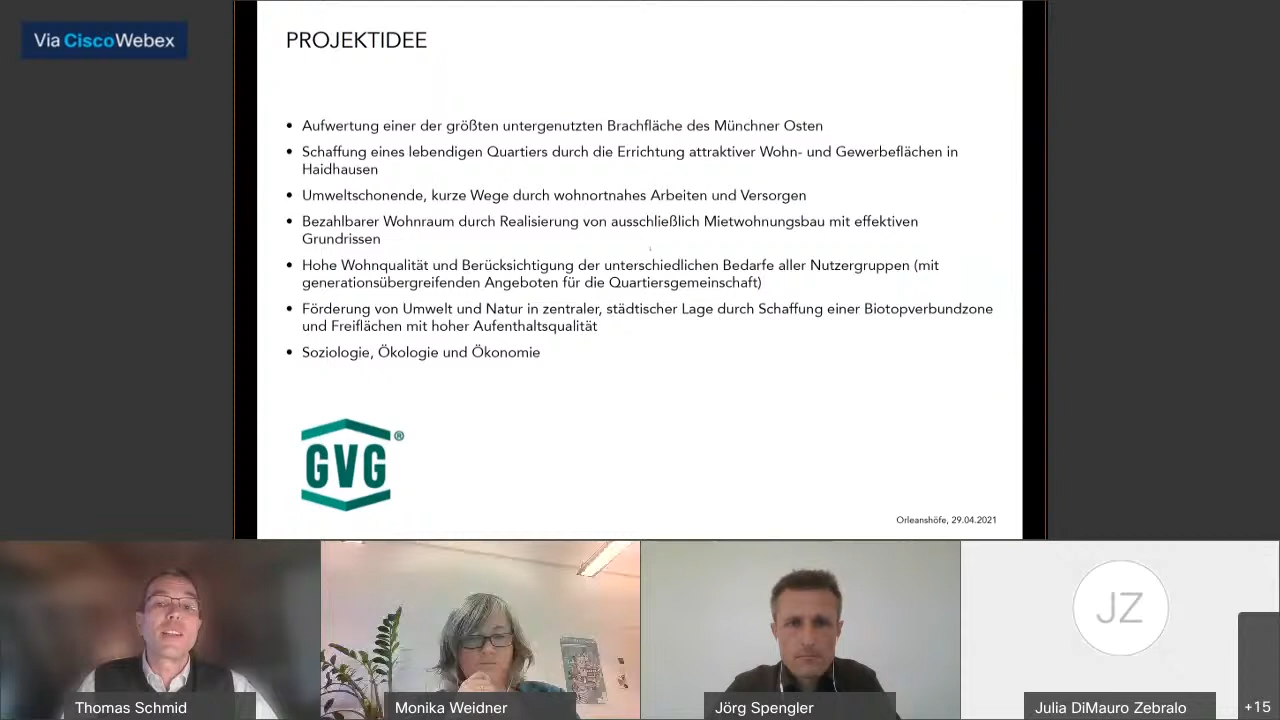 Via Cisco Webex
PROJEKTIDEE
• Aufwertung einer der größten untergenutzten Brachfläche des Münchner Osten
• Schaffung eines lebendigen Quartiers durch die Errichtung attraktiver Wohn- und Gewerbeflächen in
Haidhausen
• Umweltschonende, kurze Wege durch wohnortnahes Arbeiten und Versorgen
• Bezahlbarer Wohnraum durch Realisierung von ausschließlich Mietwohnungsbau mit effektiven
Grundrissen
• Hohe Wohnqualität und Berücksichtigung der unterschiedlichen Bedarfe aller Nutzergruppen (mit
generationsübergreifenden Angeboten für die Quartiersgemeinschaft)
• Förderung von Umwelt und Natur in zentraler, städtischer Lage durch Schaffung einer Biotopverbundzone
und Freiflächen mit hoher Aufenthaltsqualität
• Soziologie, Ökologie und Ökonomie
GVG®
Orleanshöfe, 29.04.2021
JZ
Thomas Schmid
Monika Weidner
Jörg Spengler
Julia DiMauro Zebralo
+15